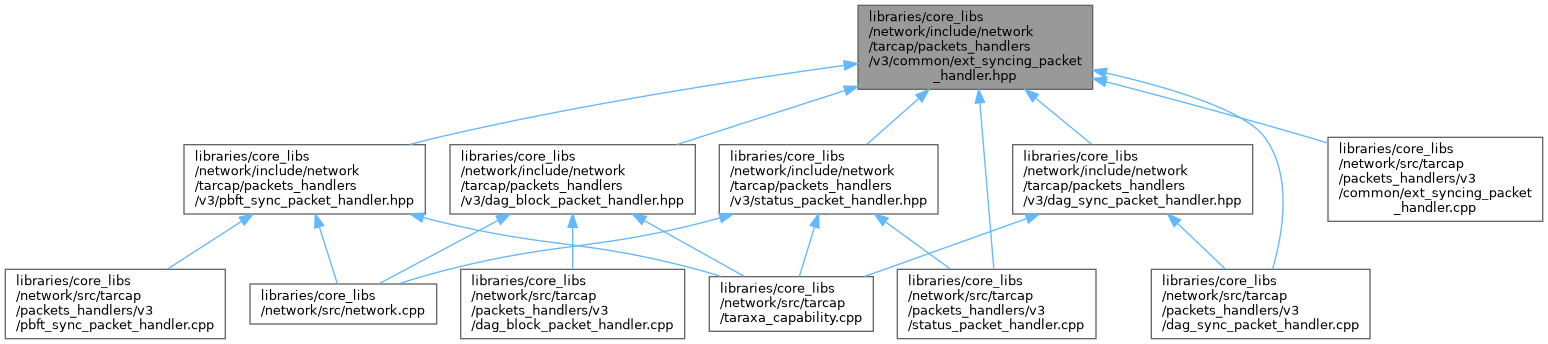 libraries/core_libs
/network/include/network
/tarcap/packets_handlers
/v3/common/ext_syncing_packet
_handler.hpp
libraries/core_libs
/network/include/network
/tarcap/packets_handlers
/v3/pbft_sync_packet_handler.hpp
libraries/core_libs
/network/include/network
/tarcap/packets_handlers
/v3/dag_block_packet_handler.hpp
libraries/core_libs
/network/include/network
/tarcap/packets_handlers
/v3/status_packet_handler.hpp
libraries/core_libs
/network/include/network
/tarcap/packets_handlers
/v3/dag_sync_packet_handler.hpp
libraries/core_libs
/network/src/tarcap
/packets_handlers/v3
/common/ext_syncing_packet
_handler.cpp
libraries/core_libs
/network/src/tarcap
/packets_handlers/v3
/pbft_sync_packet_handler.cpp
libraries/core_libs
/network/src/network.cpp
libraries/core_libs
/network/src/tarcap
/packets_handlers/v3
/dag_block_packet_handler.cpp
libraries/core_libs
/network/src/tarcap
/taraxa_capability.cpp
libraries/core_libs
/network/src/tarcap
/packets_handlers/v3
/status_packet_handler.cpp
libraries/core_libs
/network/src/tarcap
/packets_handlers/v3
/dag_sync_packet_handler.cpp